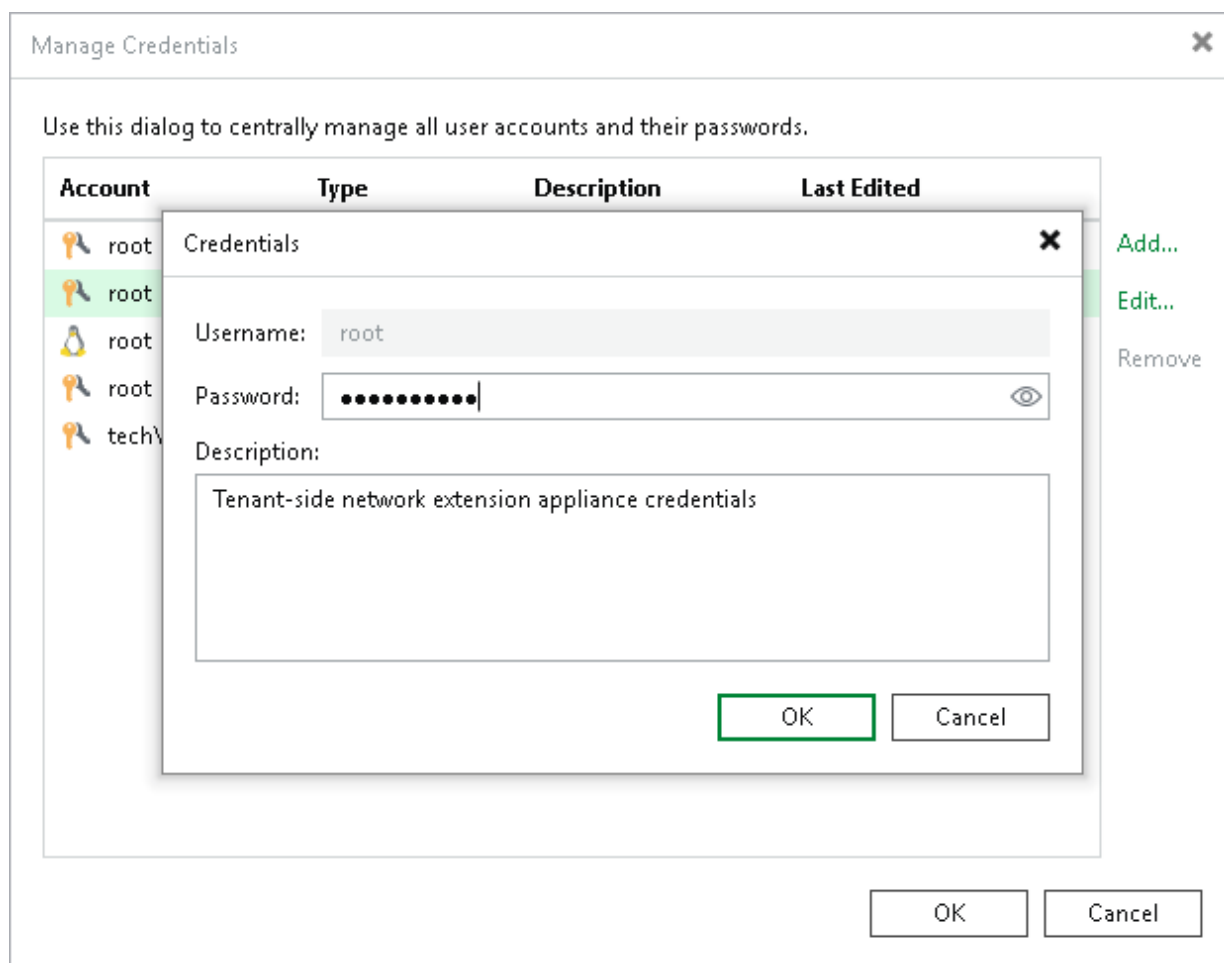 Manage Credentials
Use this dialog to centrally manage all user accounts and their passwords.
Account Type Description Last Edited
root
root
root
root
tech\
Add...
Edit...
Remove
Credentials
Username: root
Password: ●●●●●●●●●●
Description:
Tenant-side network extension appliance credentials
OK Cancel
OK Cancel